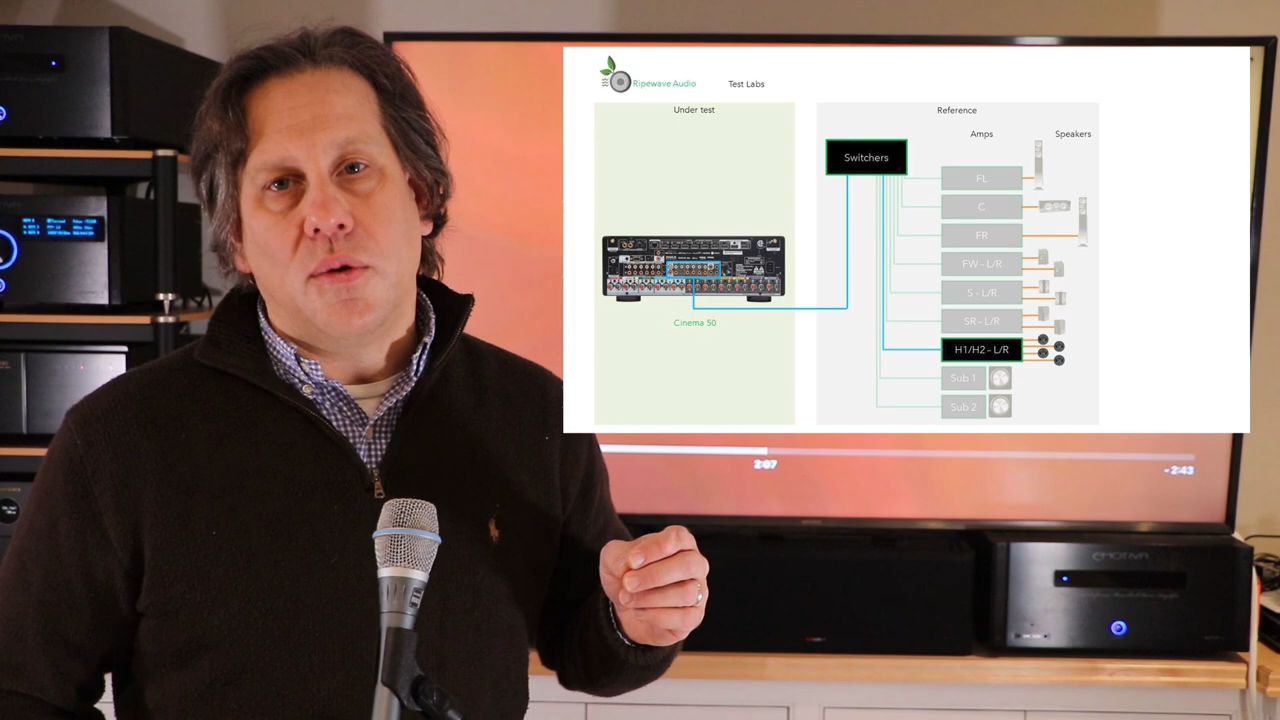 Ripewave Audio
Test Labs
Under test
Reference
Amps
Speakers
Switchers
FL
C
FR
FW - L/R
S - L/R
SR - L/R
H1/H2 - L/R
Sub 1
Sub 2
Cinema 50
2:07
-2:43
EMOTIVA